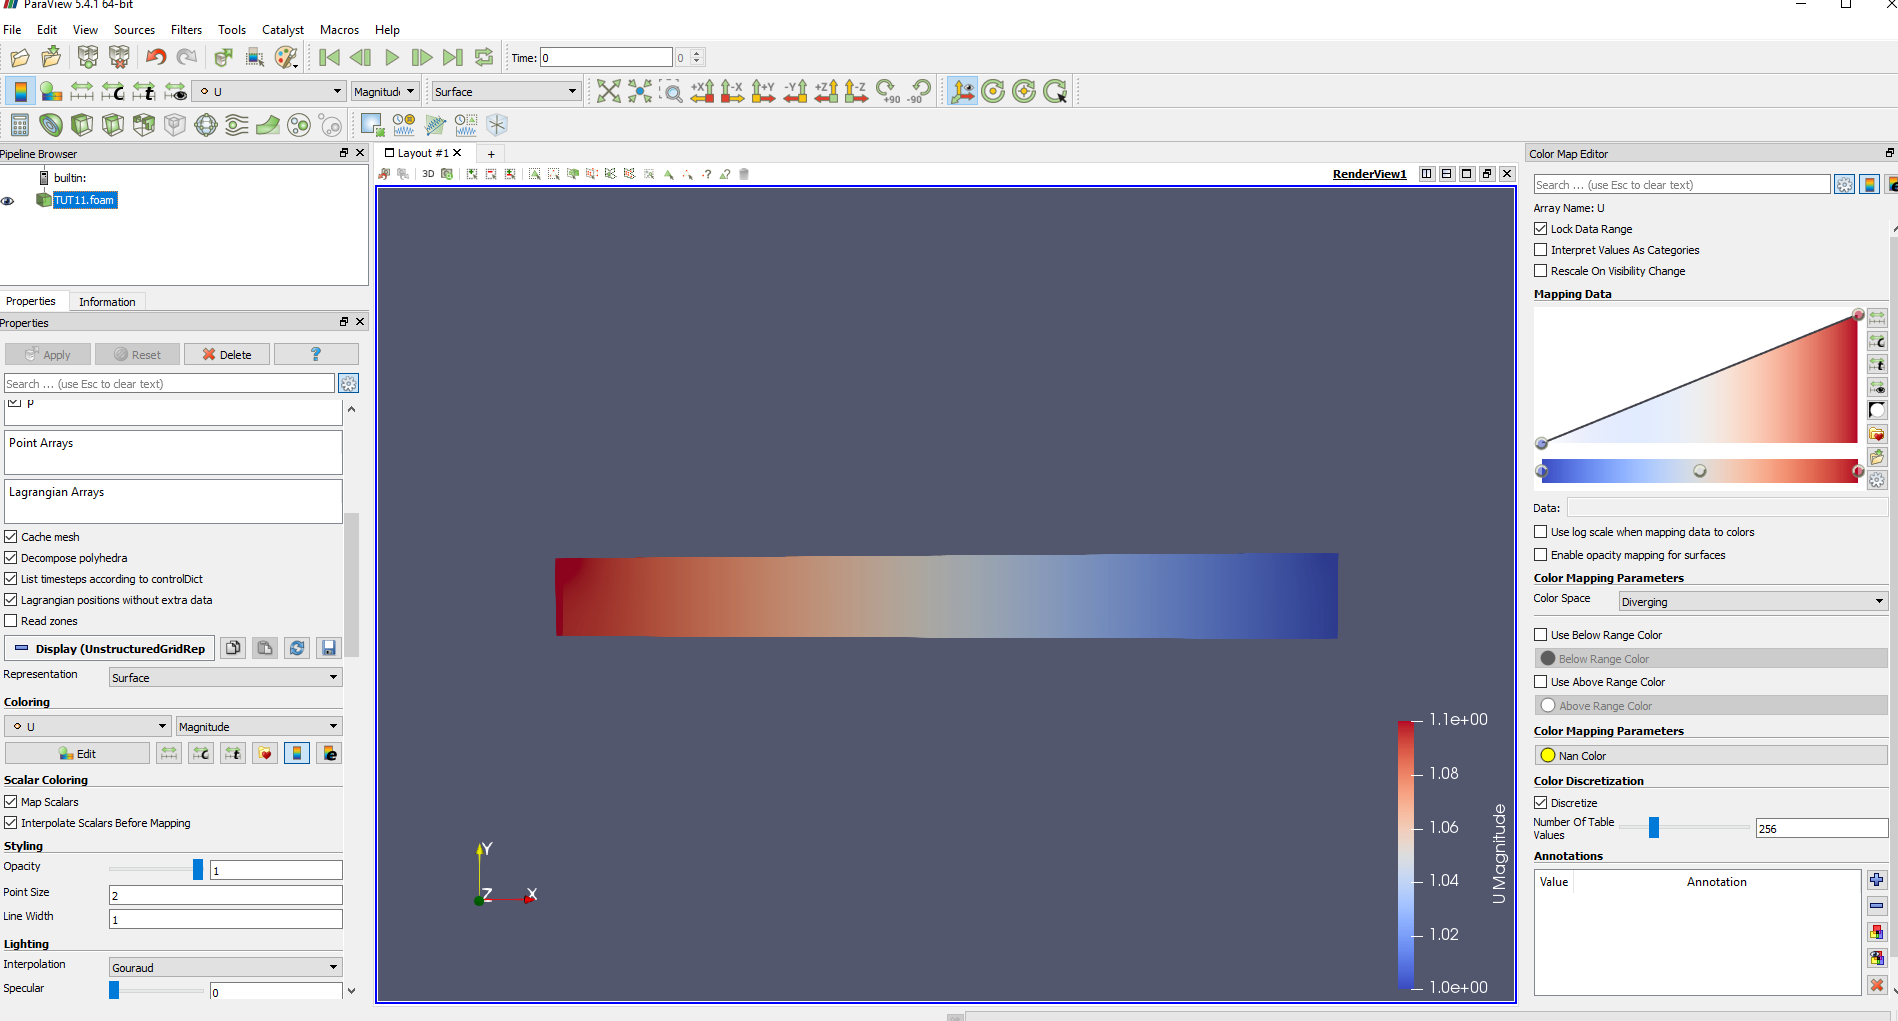 ParaView 5.4.1 64-bit
File Edit View Sources Filters Tools Catalyst Macros Help
Time: 0 0
U Magnitude Surface +X -X +Y -Y +Z -Z +90 -90
Pipeline Browser
builtin:
TUT11.foam
Properties Information
Properties
Apply Reset Delete ?
Search ... (use Esc to clear text)
p
Point Arrays
Lagrangian Arrays
Cache mesh
Decompose polyhedra
List timesteps according to controlDict
Lagrangian positions without extra data
Read zones
Display (UnstructuredGridRep
Representation Surface
Coloring
U Magnitude
Edit
Scalar Coloring
Map Scalars
Interpolate Scalars Before Mapping
Styling
Opacity 1
Point Size 2
Line Width 1
Lighting
Interpolation Gouraud
Specular 0
Layout #1 +
3D RenderView1
Y
Z X
1.1e+00
1.08
1.06
1.04
1.02
1.0e+00
U Magnitude
Color Map Editor
Search ... (use Esc to clear text)
Array Name: U
Lock Data Range
Interpret Values As Categories
Rescale On Visibility Change
Mapping Data
Data:
Use log scale when mapping data to colors
Enable opacity mapping for surfaces
Color Mapping Parameters
Color Space Diverging
Use Below Range Color
Below Range Color
Use Above Range Color
Above Range Color
Color Mapping Parameters
Nan Color
Color Discretization
Discretize
Number Of Table Values 256
Annotations
Value Annotation